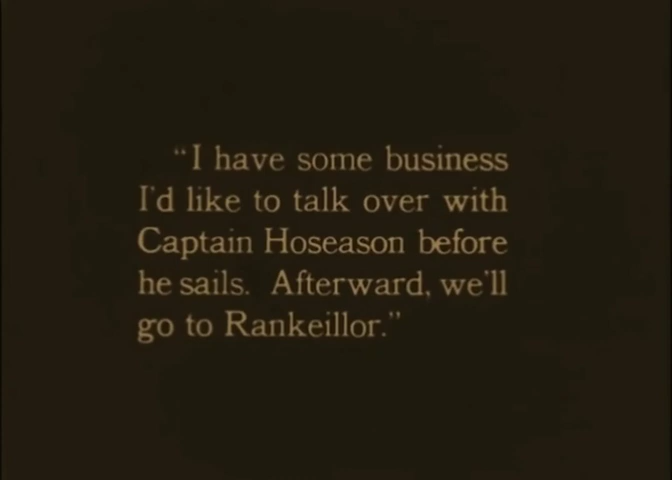 “I have some business
I'd like to talk over with
Captain Hoseason before
he sails. Afterward, we'll
go to Rankeillor.”